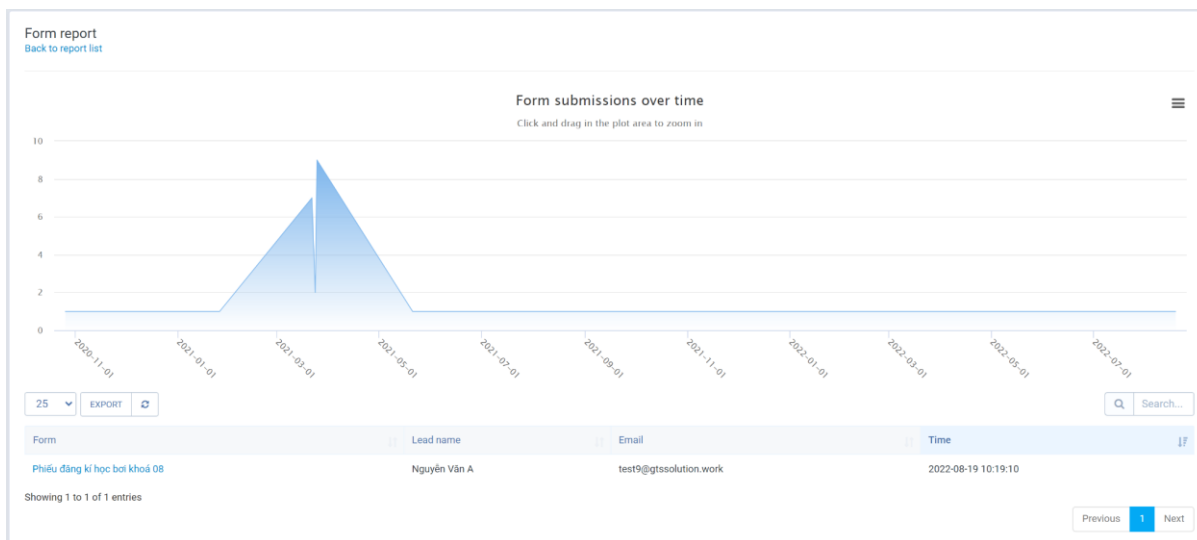 Form report
Back to report list
Form submissions over time
Click and drag in the plot area to zoom in
10
8
6
4
2
0
2020-11-01
2021-01-01
2021-03-01
2021-05-01
2021-07-01
2021-09-01
2021-11-01
2022-01-01
2022-03-01
2022-05-01
2022-07-01
25 EXPORT Search...
Form Lead name Email Time
Phiếu đăng kí học bơi khoá 08 Nguyễn Văn A test9@gtssolution.work 2022-08-19 10:19:10
Showing 1 to 1 of 1 entries
Previous 1 Next